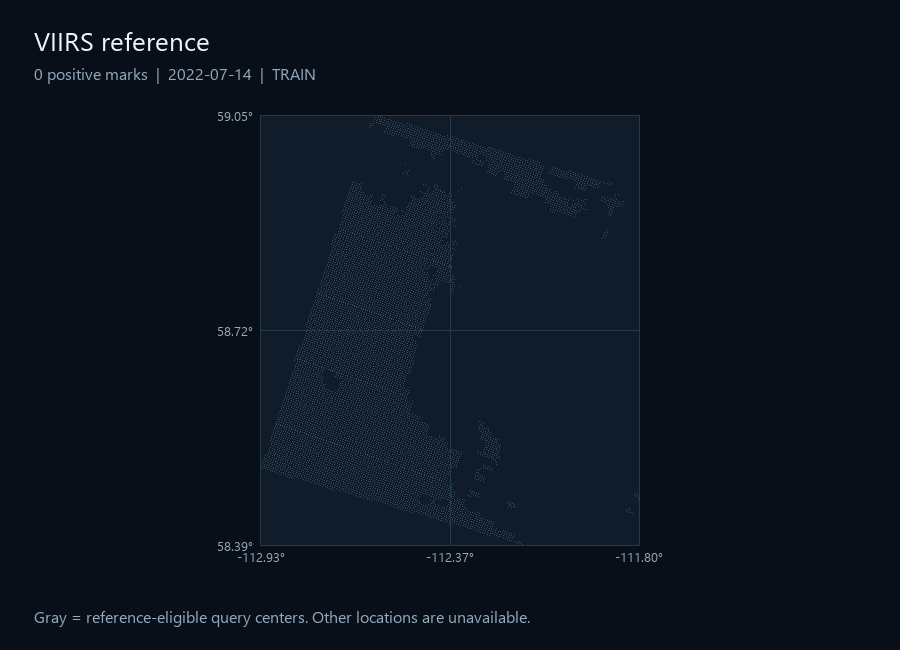 VIIRS reference
0 positive marks | 2022-07-14 | TRAIN
59.05°
58.72°
58.39°
-112.93° -112.37° -111.80°
Gray = reference-eligible query centers. Other locations are unavailable.